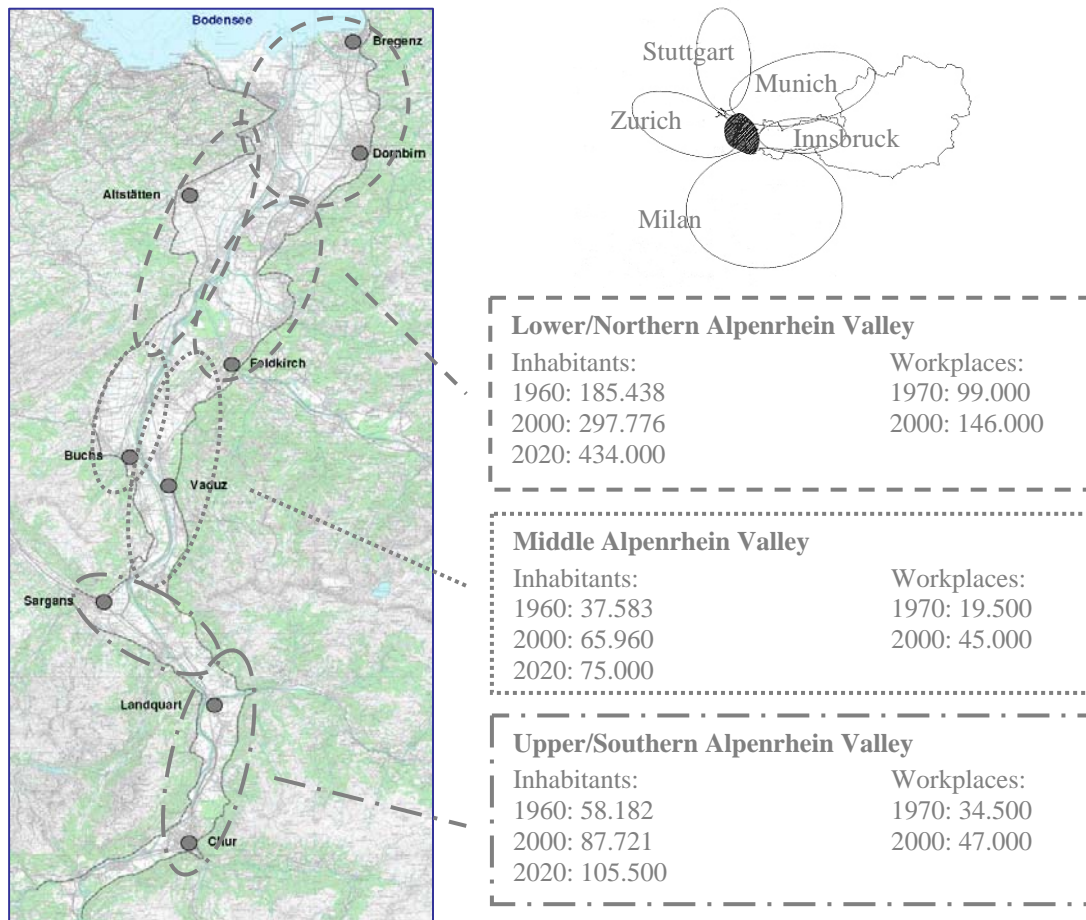 Bodensee
Bregenz
Dornbirn
Altstätten
Feldkirch
Buchs
Vaduz
Sargans
Landquart
Chur
Stuttgart
Munich
Zurich
Innsbruck
Milan
Lower/Northern Alpenrhein Valley
Inhabitants: Workplaces:
1960: 185.438 1970: 99.000
2000: 297.776 2000: 146.000
2020: 434.000
Middle Alpenrhein Valley
Inhabitants: Workplaces:
1960: 37.583 1970: 19.500
2000: 65.960 2000: 45.000
2020: 75.000
Upper/Southern Alpenrhein Valley
Inhabitants: Workplaces:
1960: 58.182 1970: 34.500
2000: 87.721 2000: 47.000
2020: 105.500